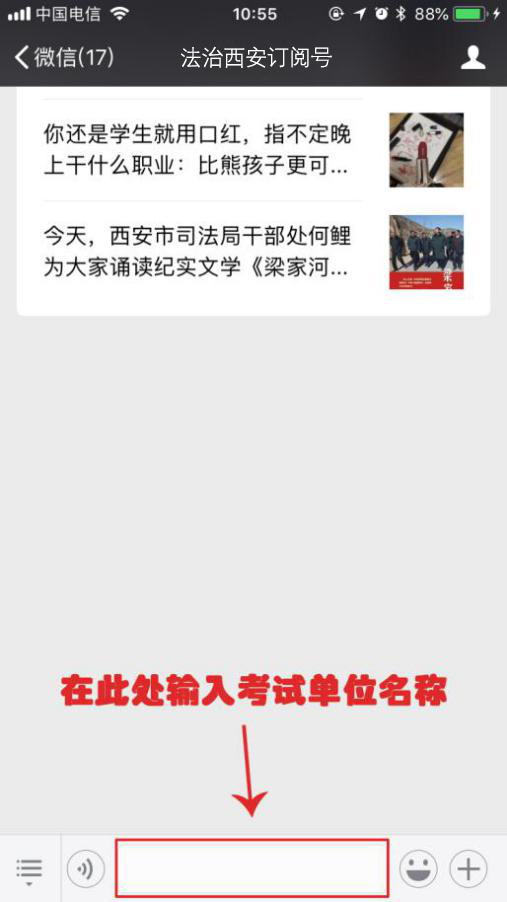 中国电信 10:55 88%
微信(17) 法治西安订阅号
你还是学生就用口红，指不定晚
上干什么职业：比熊孩子更可...
今天，西安市司法局干部处何鲤
为大家诵读纪实文学《梁家河...
在此处输入考试单位名称